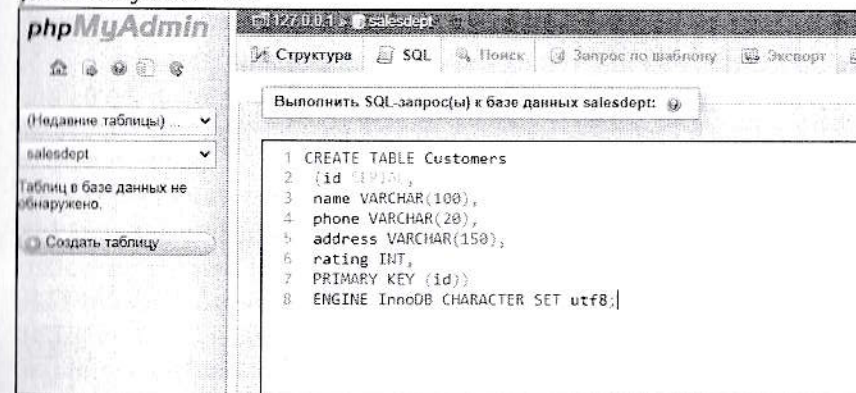 phpMyAdmin
127.0.0.1 » salesdept
Структура SQL Поиск Запрос по шаблону Экспорт
(Недавние таблицы) ...
salesdept
Таблиц в базе данных не
обнаружено.
Создать таблицу
Выполнить SQL-запрос(ы) к базе данных salesdept:
1 CREATE TABLE Customers
2 (id SERIAL,
3 name VARCHAR(100),
4 phone VARCHAR(20),
5 address VARCHAR(150),
6 rating INT,
7 PRIMARY KEY (id))
8 ENGINE InnoDB CHARACTER SET utf8;